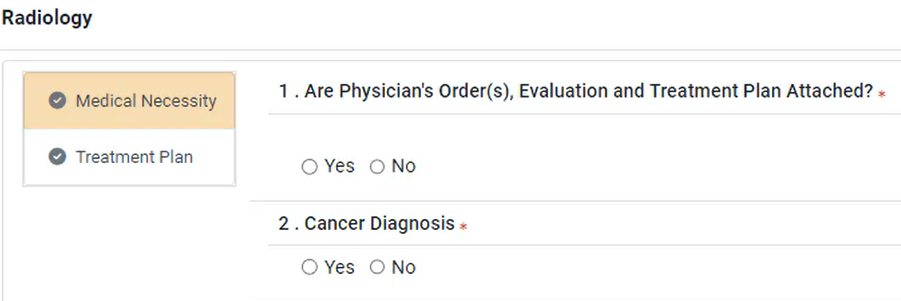 Radiology
Medical Necessity
Treatment Plan
1 . Are Physician's Order(s), Evaluation and Treatment Plan Attached? *
Yes No
2 . Cancer Diagnosis *
Yes No